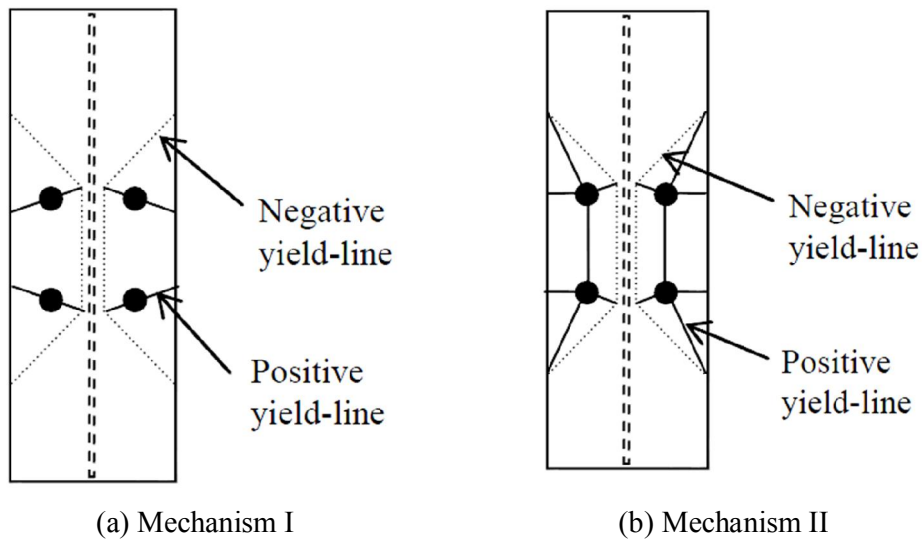 Negative
yield-line
Positive
yield-line
(a) Mechanism I
Negative
yield-line
Positive
yield-line
(b) Mechanism II